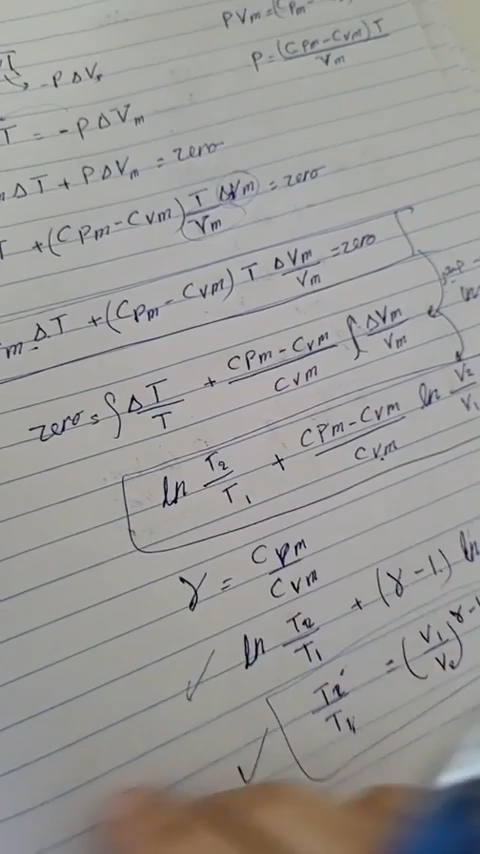 PVm = (Cpm -
P = (Cpm - Cvm) T / Vm
→ -PΔVm
T = -PΔVm
ΔT + PΔVm = zero
T + (Cpm - Cvm) T ΔVm / Vm = zero
m ΔT + (Cpm - Cvm) T ΔVm / Vm = zero
zero = ∫ ΔT / T + Cpm - Cvm / Cvm ∫ ΔVm / Vm
ln T2 / T1 + Cpm - Cvm / Cvm ln V2 / V1
γ = Cpm / Cvm
✓ ln T2 / T1 + (γ - 1) ln
✓ T2 / T1 = (V1 / V2)^γ-1